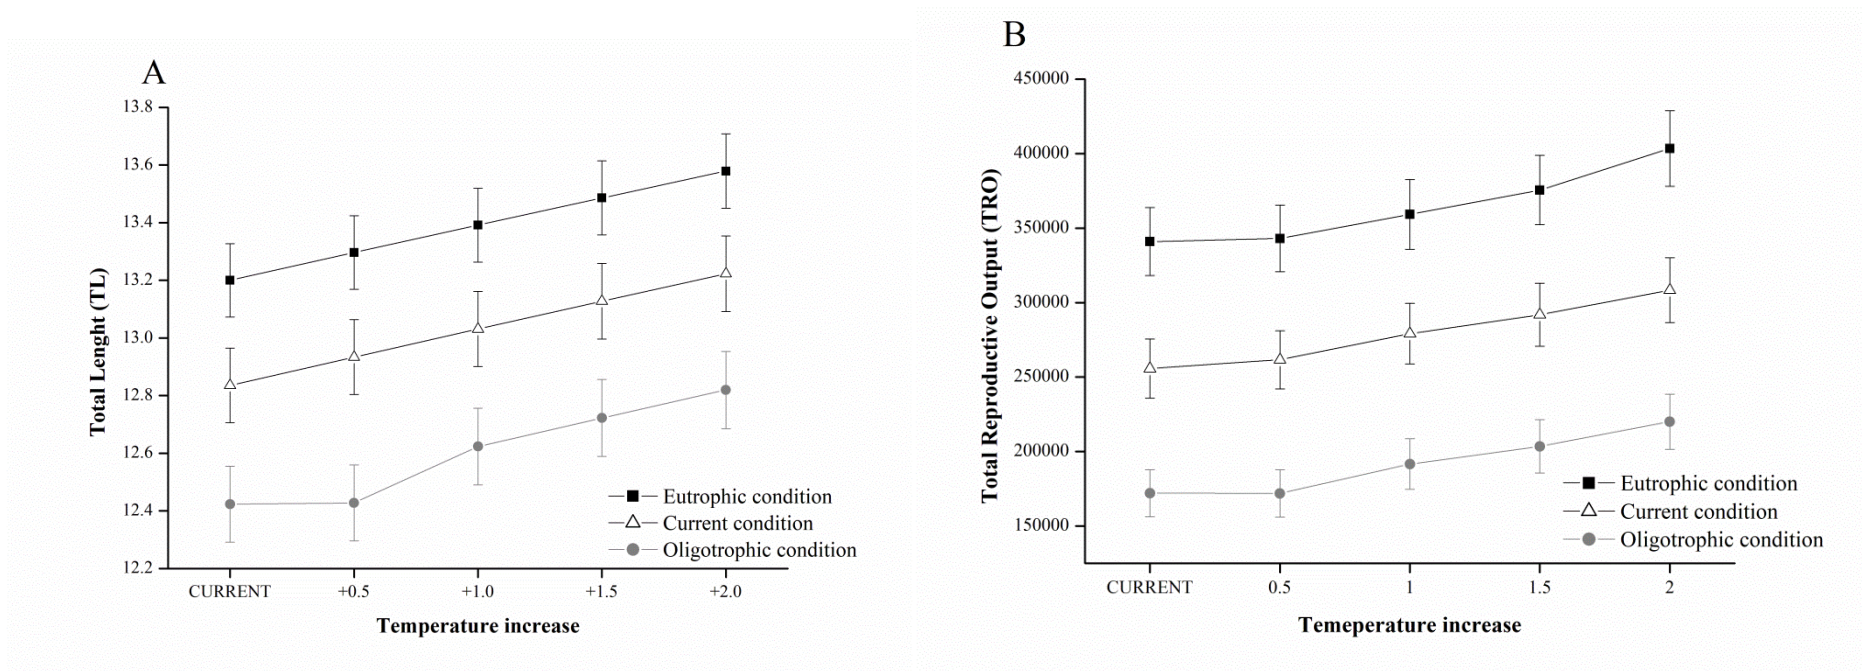 A
13.8
13.6
13.4
13.2
13.0
12.8
12.6
12.4
12.2
Total Lenght (TL)
CURRENT +0.5 +1.0 +1.5 +2.0
Temperature increase
Eutrophic condition
Current condition
Oligotrophic condition
B
450000
400000
350000
300000
250000
200000
150000
Total Reproductive Output (TRO)
CURRENT 0.5 1 1.5 2
Temeperature increase
Eutrophic condition
Current condition
Oligotrophic condition